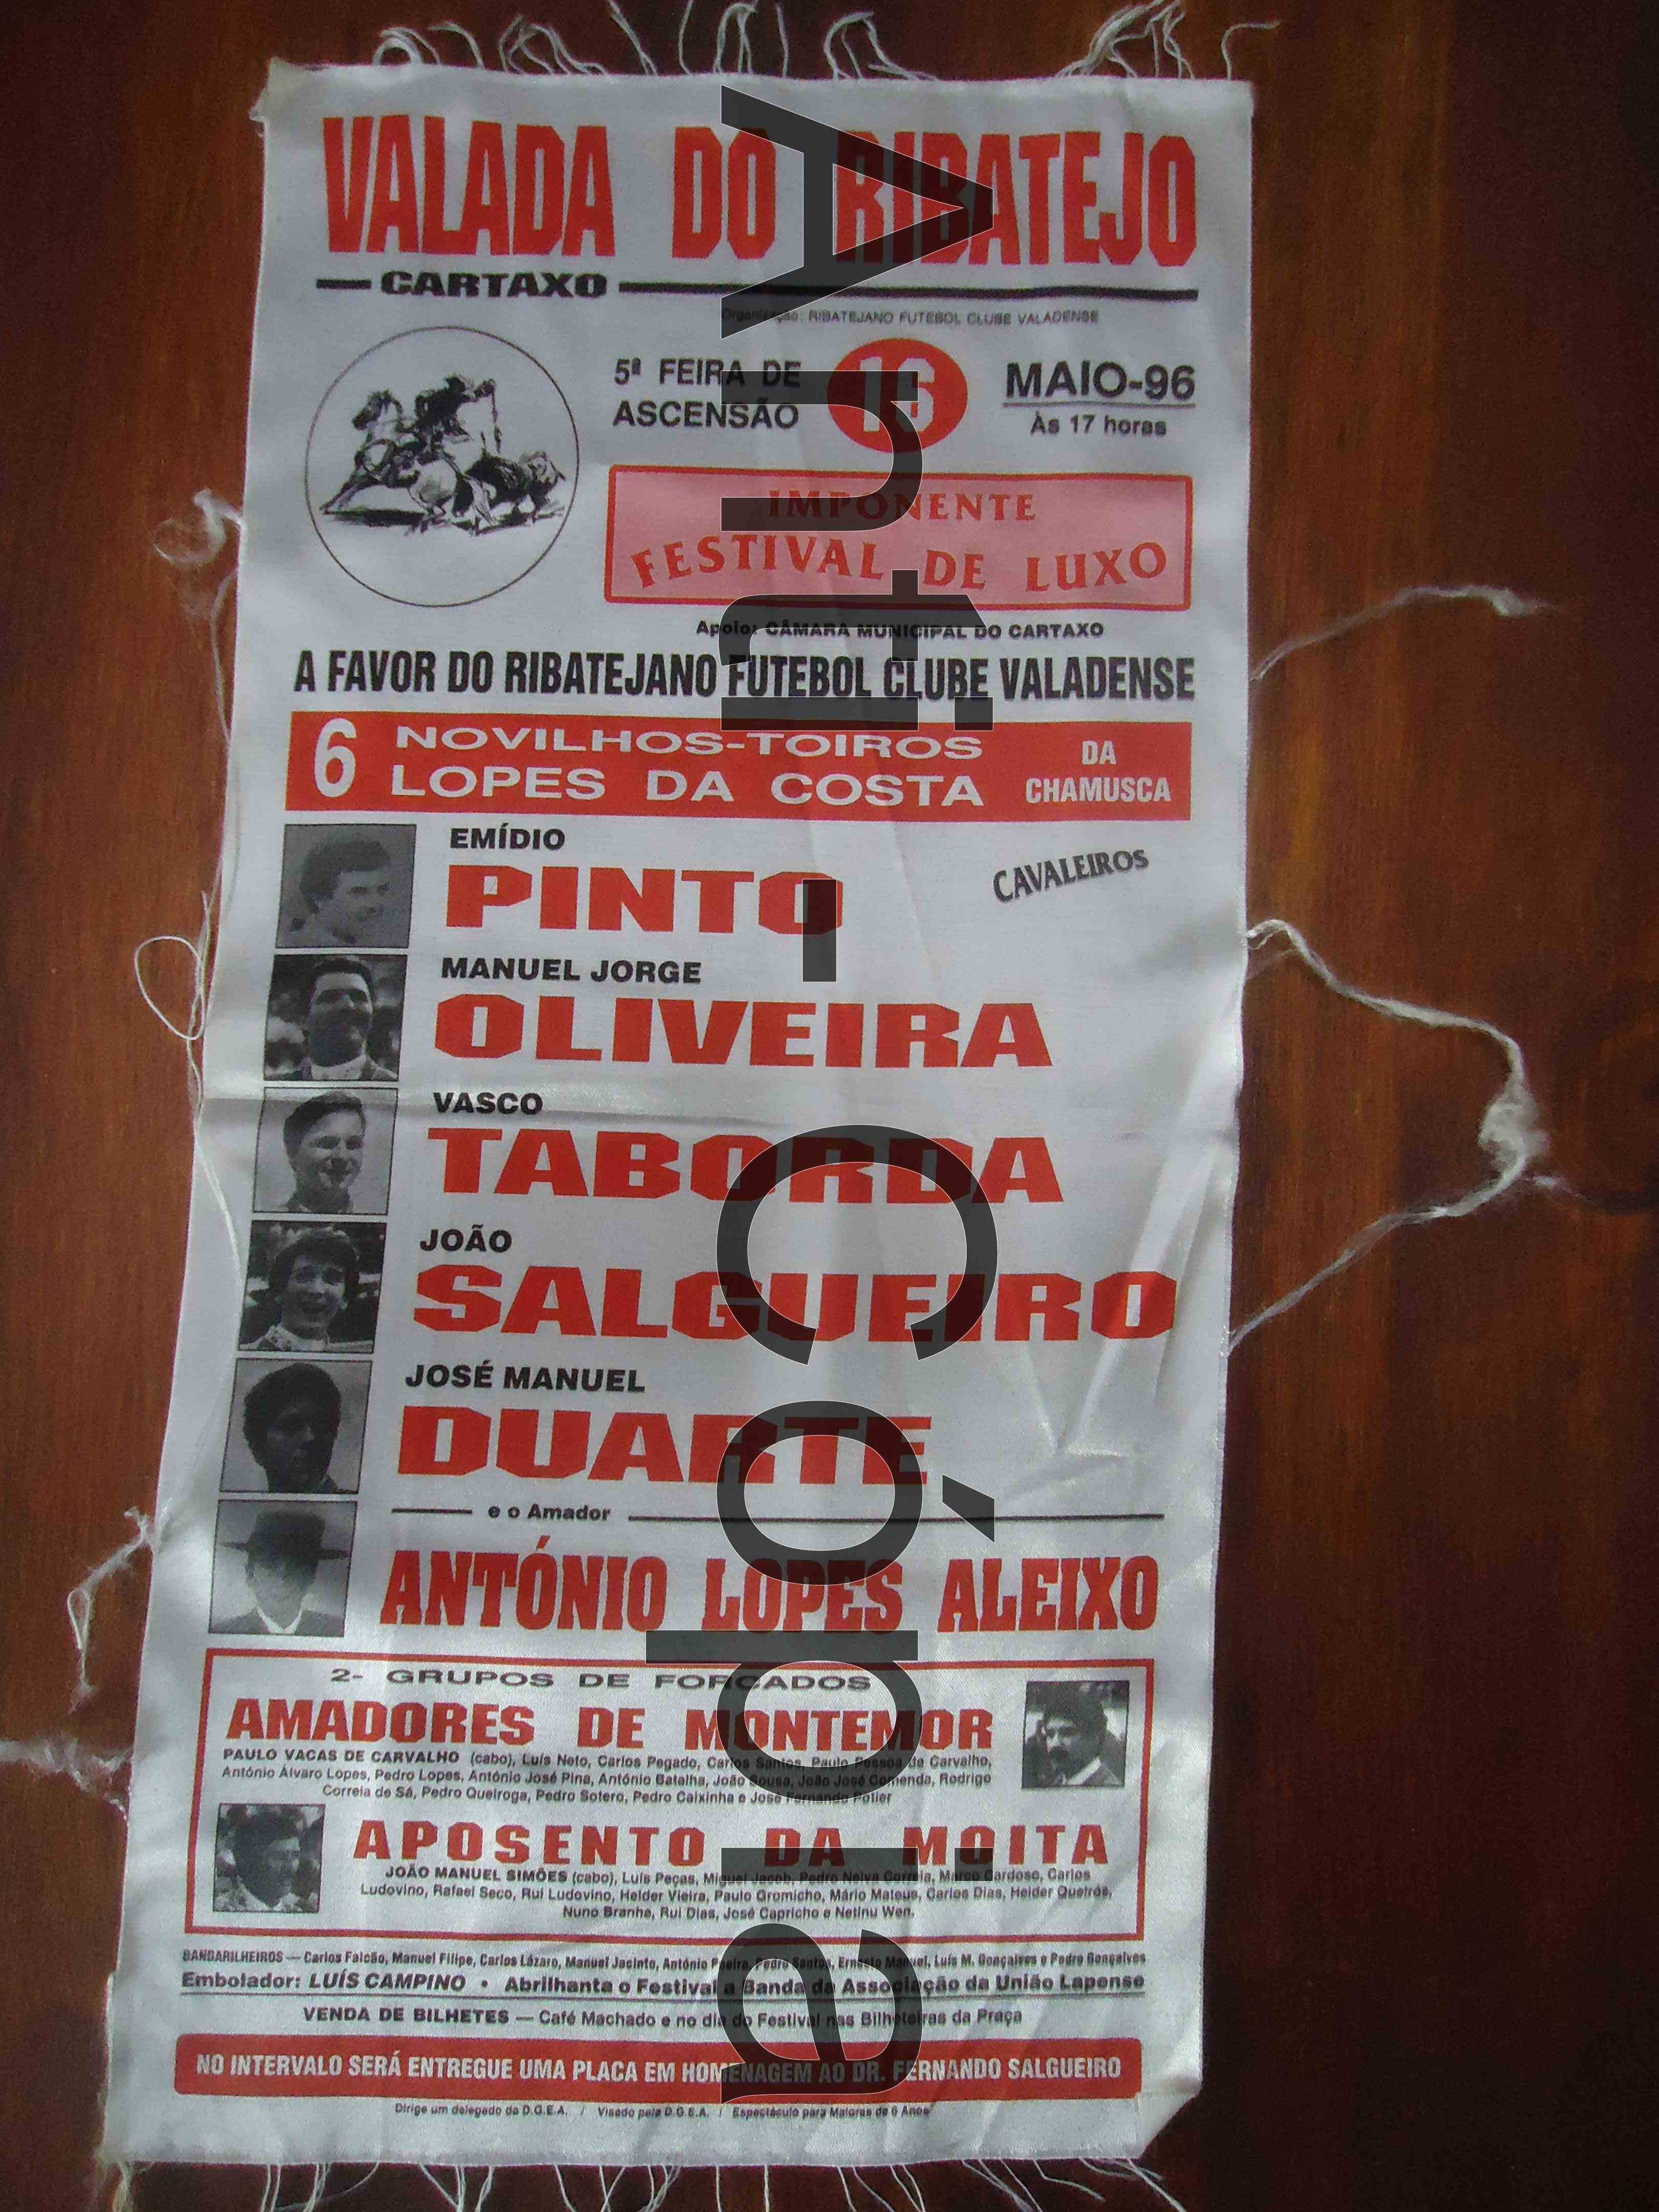 VALADA DO RIBATEJO
CARTAXO
Organização: RIBATEJANO FUTEBOL CLUBE VALADENSE
5ª FEIRA DE
ASCENSÃO
16
MAIO-96
Às 17 horas
IMPONENTE
FESTIVAL DE LUXO
Apoio: CÂMARA MUNICIPAL DO CARTAXO
A FAVOR DO RIBATEJANO FUTEBOL CLUBE VALADENSE
6 NOVILHOS-TOIROS
LOPES DA COSTA
DA
CHAMUSCA
CAVALEIROS
EMÍDIO
PINTO
MANUEL JORGE
OLIVEIRA
VASCO
TABORDA
JOÃO
SALGUEIRO
JOSÉ MANUEL
DUARTE
e o Amador
ANTÓNIO LOPES ALEIXO
2- GRUPOS DE FORCADOS
AMADORES DE MONTEMOR
PAULO VACAS DE CARVALHO (cabo), Luís Neto, Carlos Pegado, Carlos Santos, Paulo Pessoa de Carvalho,
António Álvaro Lopes, Pedro Lopes, António José Pina, António Batalha, João Sousa, João José Comenda, Rodrigo
Correia de Sá, Pedro Queiroga, Pedro Sotero, Pedro Caixinha e José Fernando Potier
APOSENTO DA MOITA
JOÃO MANUEL SIMÕES (cabo), Luís Peças, Miguel Jacob, Pedro Neiva Correia, Marco Cardoso, Carlos
Ludovino, Rafael Seco, Rui Ludovino, Helder Vieira, Paulo Gromicho, Mário Mateus, Carlos Dias, Helder Queirós,
Nuno Branha, Rui Dias, José Capricho e Netinu Wen.
BANDARILHEIROS — Carlos Falcão, Manuel Filipe, Carlos Lázaro, Manuel Jacinto, António Poeira, Pedro Santos, Ernesto Manuel, Luís M. Gonçalves e Pedro Gonçalves
Embolador: LUÍS CAMPINO • Abrilhanta o Festival a Banda da Associação da União Lapense
VENDA DE BILHETES — Café Machado e no dia do Festival nas Bilheteiras da Praça
NO INTERVALO SERÁ ENTREGUE UMA PLACA EM HOMENAGEM AO DR. FERNANDO SALGUEIRO
Dirige um delegado da D.G.E.A. / Visado pela D.G.E.A. / Espectáculo para Maiores de 6 Anos